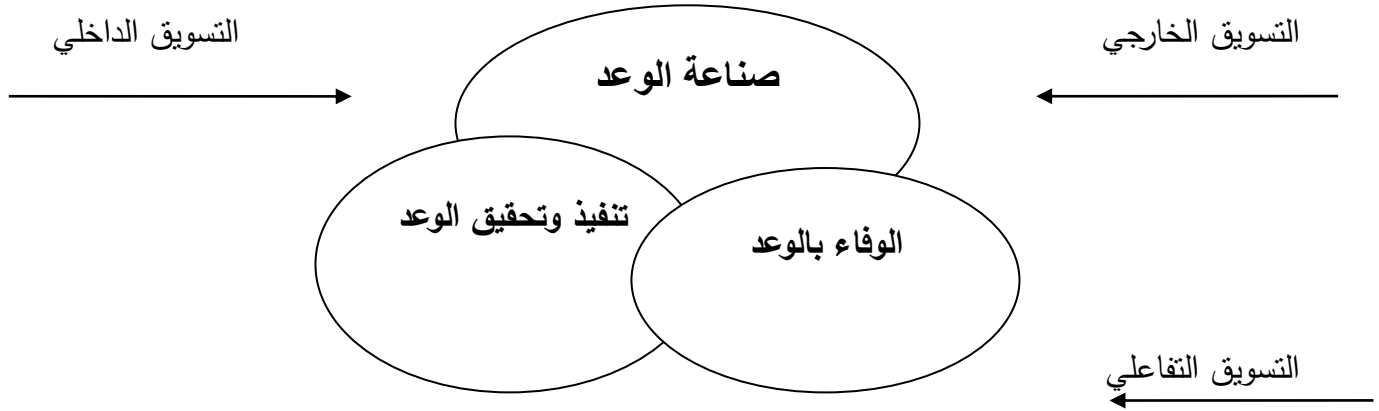 التسويق الخارجي
التسويق الداخلي
صناعة الوعد
تنفيذ وتحقيق الوعد
الوفاء بالوعد
التسويق التفاعلي